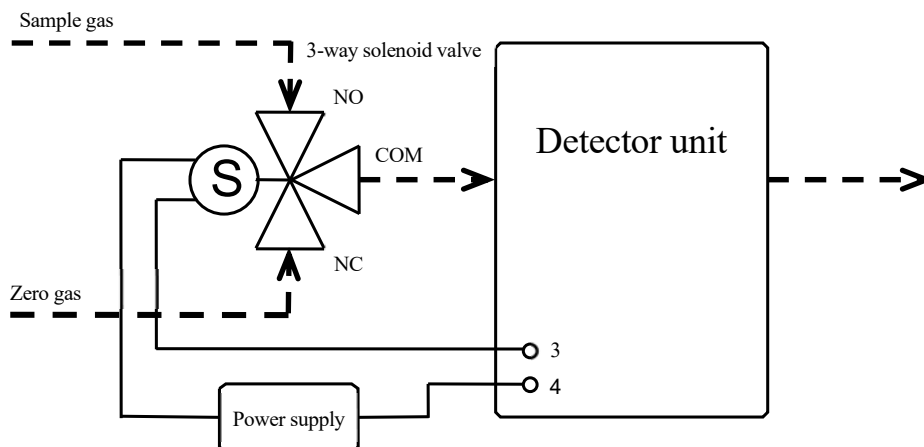 Sample gas
3-way solenoid valve
NO
Detector unit
COM
S
NC
Zero gas
3
4
Power supply